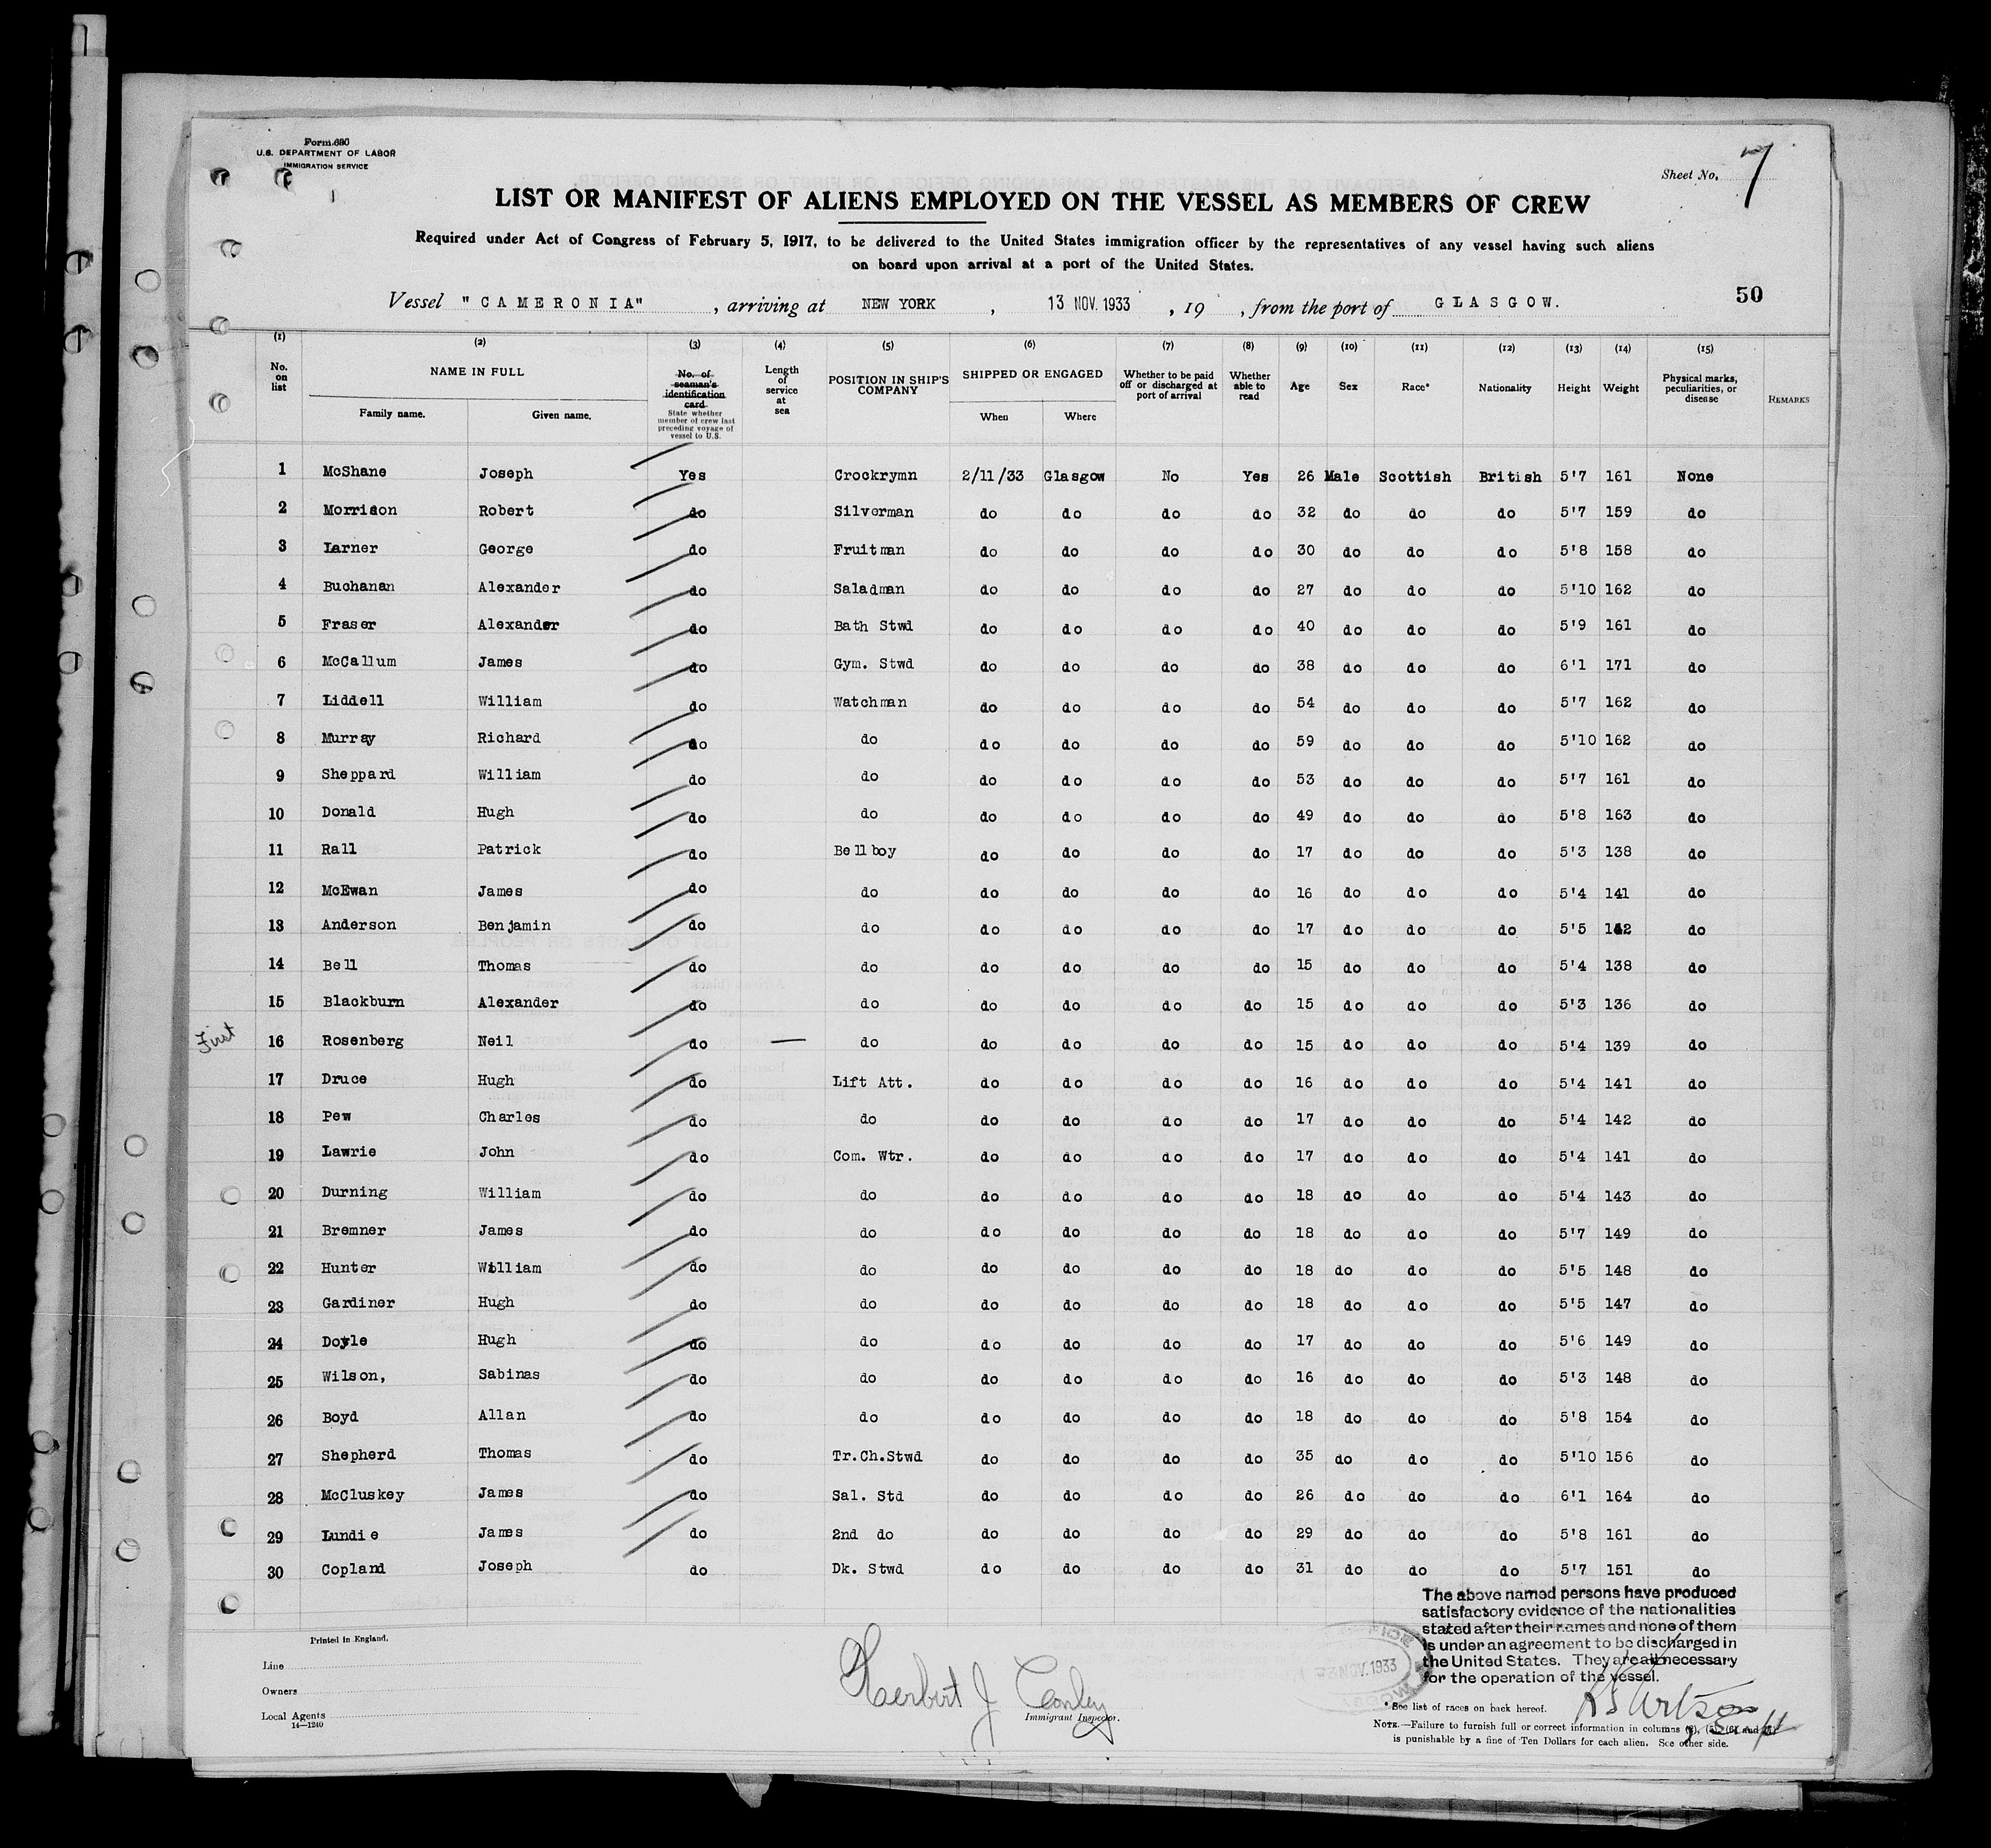 Form 680
U.S. DEPARTMENT OF LABOR
IMMIGRATION SERVICE
Sheet No. 7
LIST OR MANIFEST OF ALIENS EMPLOYED ON THE VESSEL AS MEMBERS OF CREW
Required under Act of Congress of February 5, 1917, to be delivered to the United States immigration officer by the representatives of any vessel having such aliens
on board upon arrival at a port of the United States.
Vessel "CAMERONIA", arriving at NEW YORK, 13 NOV. 1933, 19 , from the port of GLASGOW.
50
(1) (2) (3) (4) (5) (6) (7) (8) (9) (10) (11) (12) (13) (14) (15)
No. on list NAME IN FULL Family name. Given name. No. of seaman's identification card State whether member of crew last preceding voyage of vessel to U.S. Length of service at sea POSITION IN SHIP'S COMPANY SHIPPED OR ENGAGED When Where Whether to be paid off or discharged at port of arrival Whether able to read Age Sex Race* Nationality Height Weight Physical marks, peculiarities, or disease REMARKS
1 McShane Joseph Yes Crockrymn 2/11/33 Glasgow No Yes 26 Male Scottish British 5'7 161 None
2 Morrison Robert do Silverman do do do do 32 do do do 5'7 159 do
3 Larner George do Fruitman do do do do 30 do do do 5'8 158 do
4 Buchanan Alexander do Saladman do do do do 27 do do do 5'10 162 do
5 Fraser Alexander do Bath Stwd do do do do 40 do do do 5'9 161 do
6 McCallum James do Gym. Stwd do do do do 38 do do do 6'1 171 do
7 Liddell William do Watchman do do do do 54 do do do 5'7 162 do
8 Murray Richard do do do do do do 59 do do do 5'10 162 do
9 Sheppard William do do do do do do 53 do do do 5'7 161 do
10 Donald Hugh do do do do do do 49 do do do 5'8 163 do
11 Rall Patrick do Bellboy do do do do 17 do do do 5'3 138 do
12 McEwan James do do do do do do 16 do do do 5'4 141 do
13 Anderson Benjamin do do do do do do 17 do do do 5'5 142 do
14 Bell Thomas do do do do do do 15 do do do 5'4 138 do
15 Blackburn Alexander do do do do do do 15 do do do 5'3 136 do
First 16 Rosenberg Neil do — do do do do do 15 do do do 5'4 139 do
17 Druce Hugh do Lift Att. do do do do 16 do do do 5'4 141 do
18 Pew Charles do do do do do do 17 do do do 5'4 142 do
19 Lawrie John do Com. Wtr. do do do do 17 do do do 5'4 141 do
20 Durning William do do do do do do 18 do do do 5'4 143 do
21 Bremner James do do do do do do 18 do do do 5'7 149 do
22 Hunter William do do do do do do 18 do do do 5'5 148 do
23 Gardiner Hugh do do do do do do 18 do do do 5'5 147 do
24 Doyle Hugh do do do do do do 17 do do do 5'6 149 do
25 Wilson, Sabinas do do do do do do 16 do do do 5'3 148 do
26 Boyd Allan do do do do do do 18 do do do 5'8 154 do
27 Shepherd Thomas do Tr.Ch.Stwd do do do do 35 do do do 5'10 156 do
28 McCluskey James do Sal. Std do do do do 26 do do do 6'1 164 do
29 Lundie James do 2nd do do do do do 29 do do do 5'8 161 do
30 Copland Joseph do Dk. Stwd do do do do 31 do do do 5'7 151 do
The above named persons have produced
satisfactory evidence of the nationalities
stated after their names and none of them
is under an agreement to be discharged in
the United States. They are all necessary
for the operation of the vessel.
NOV. 1933
Printed in England.
Line
Owners
Local Agents
14—1240
Herbert J Conley
Immigrant Inspector.
* See list of races on back hereof.
NOTE.—Failure to furnish full or correct information in columns (3), (5), (6) and
is punishable by a fine of Ten Dollars for each alien. See other side.